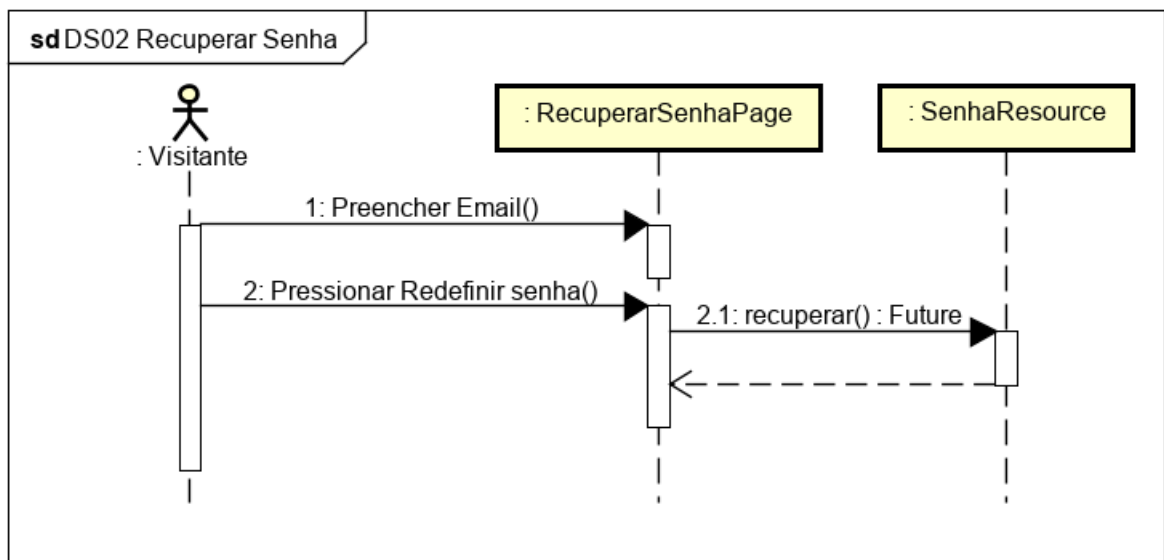 sd DS02 Recuperar Senha
: Visitante
: RecuperarSenhaPage
: SenhaResource
1: Preencher Email()
2: Pressionar Redefinir senha()
2.1: recuperar() : Future